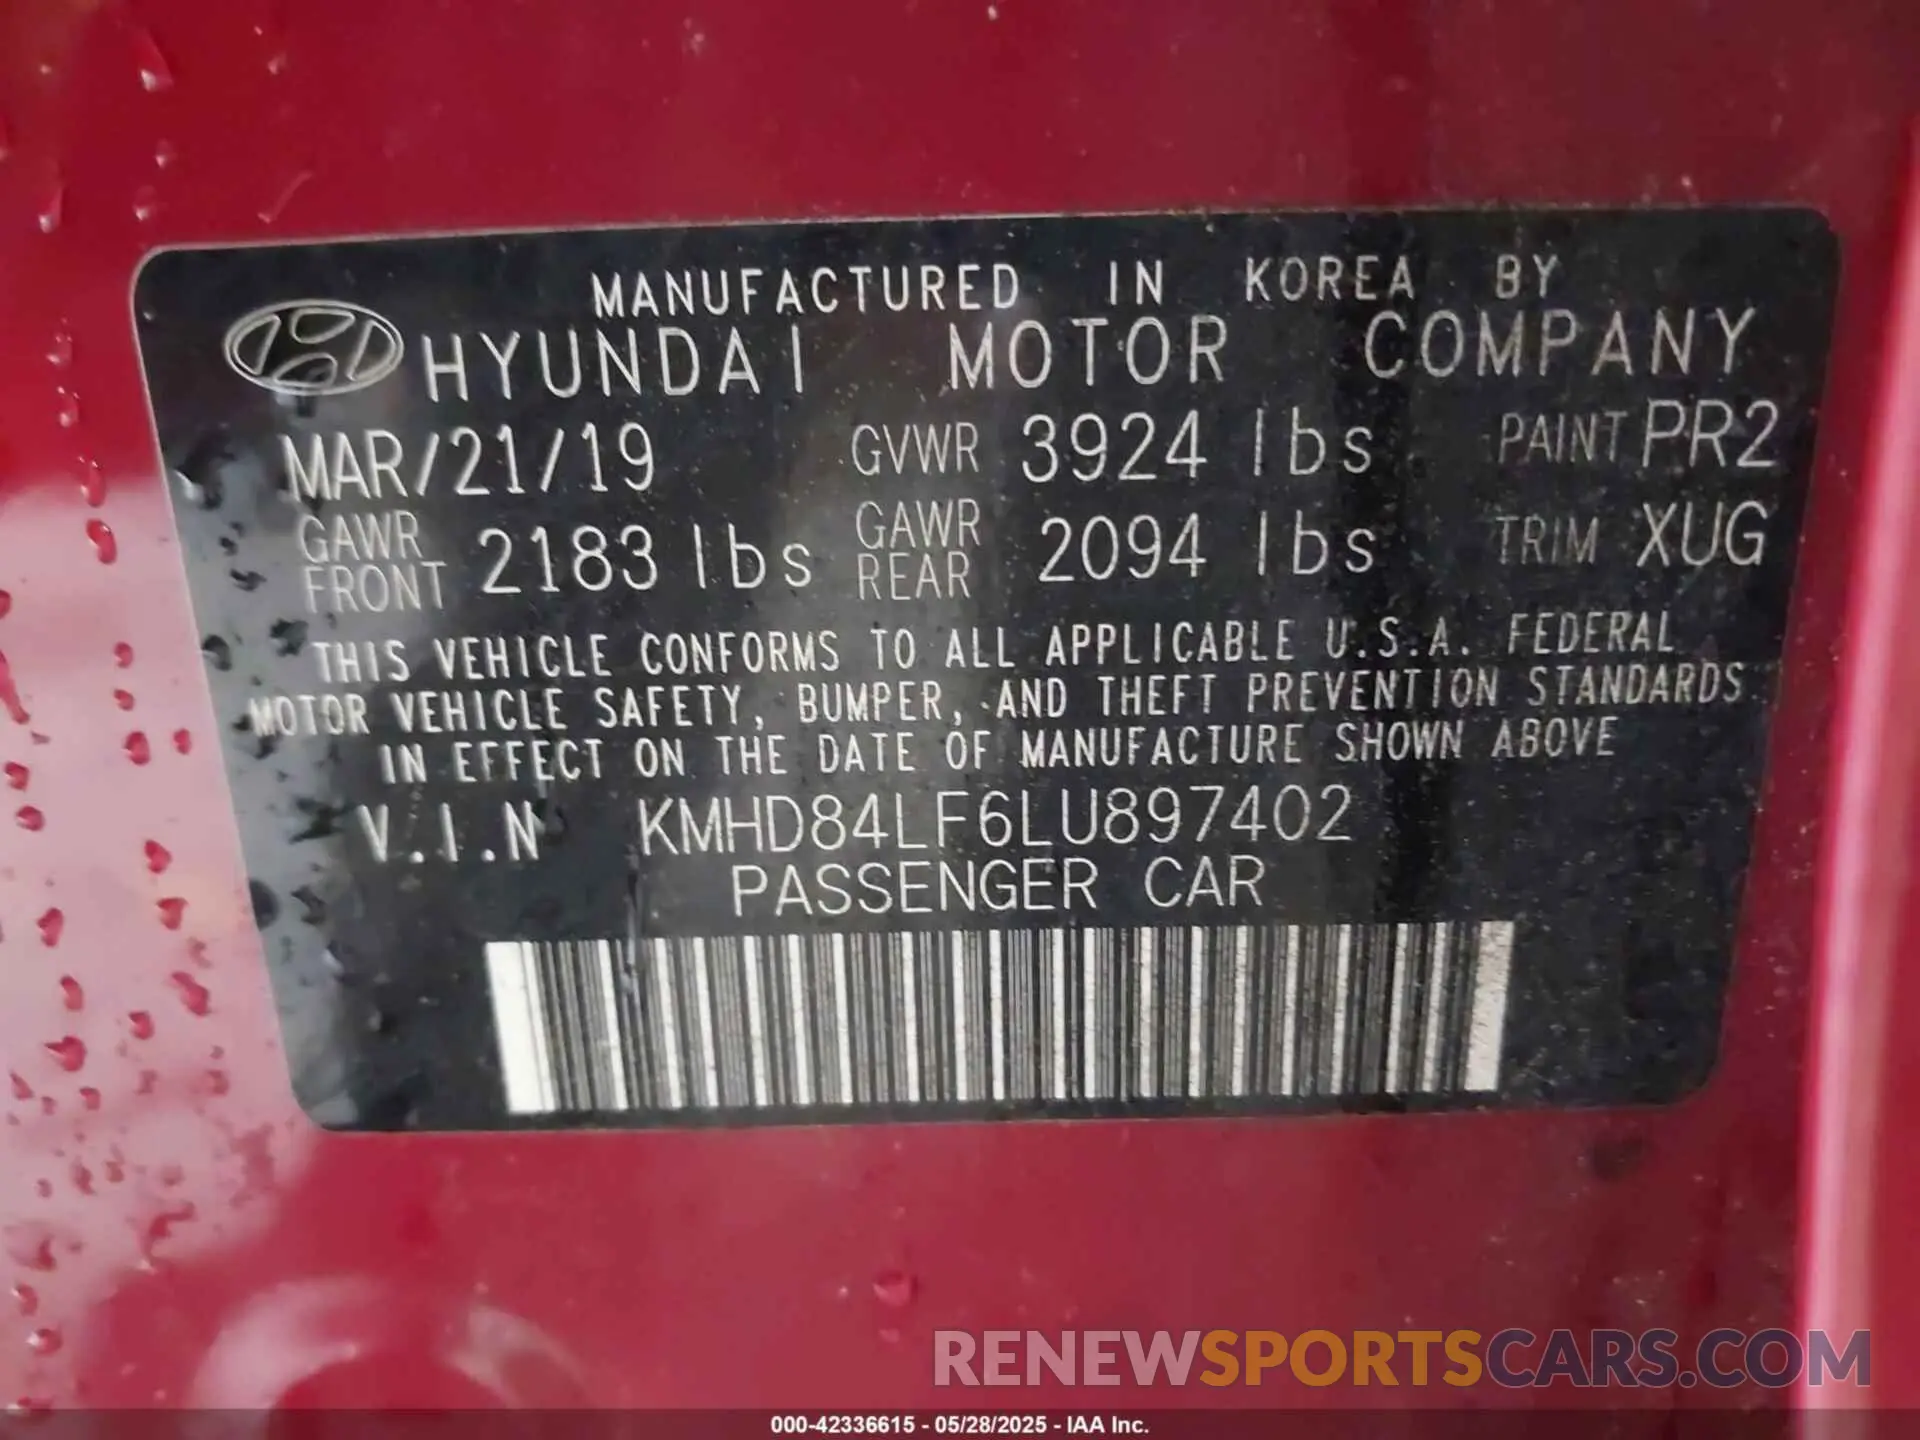 MANUFACTURED IN KOREA BY
HYUNDAI MOTOR COMPANY
MAR/21/19 GVWR 3924 lbs PAINT PR2
GAWR FRONT 2183 lbs GAWR REAR 2094 lbs TRIM XUG
THIS VEHICLE CONFORMS TO ALL APPLICABLE U.S.A. FEDERAL
MOTOR VEHICLE SAFETY, BUMPER, AND THEFT PREVENTION STANDARDS
IN EFFECT ON THE DATE OF MANUFACTURE SHOWN ABOVE
V.I.N KMHD84LF6LU897402
PASSENGER CAR
RENEWSPORTSCARS.COM
000-42336615 - 05/28/2025 - IAA Inc.